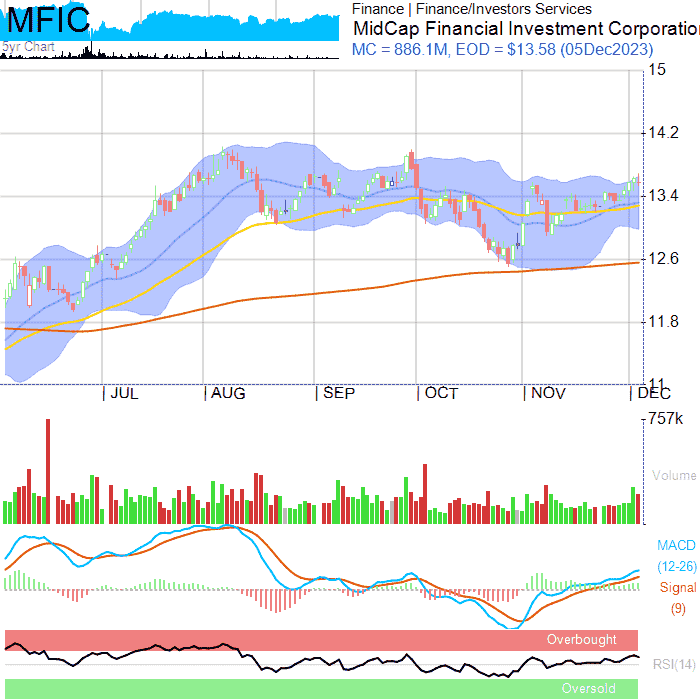 MFIC
5yr Chart
Finance | Finance/Investors Services
MidCap Financial Investment Corporation
MC = 886.1M, EOD = $13.58 (05Dec2023)
15
14.2
13.4
12.6
11.8
11
| JUL | AUG | SEP | OCT | NOV | DEC
757k
Volume
MACD
(12-26)
Signal
(9)
Overbought
RSI(14)
Oversold